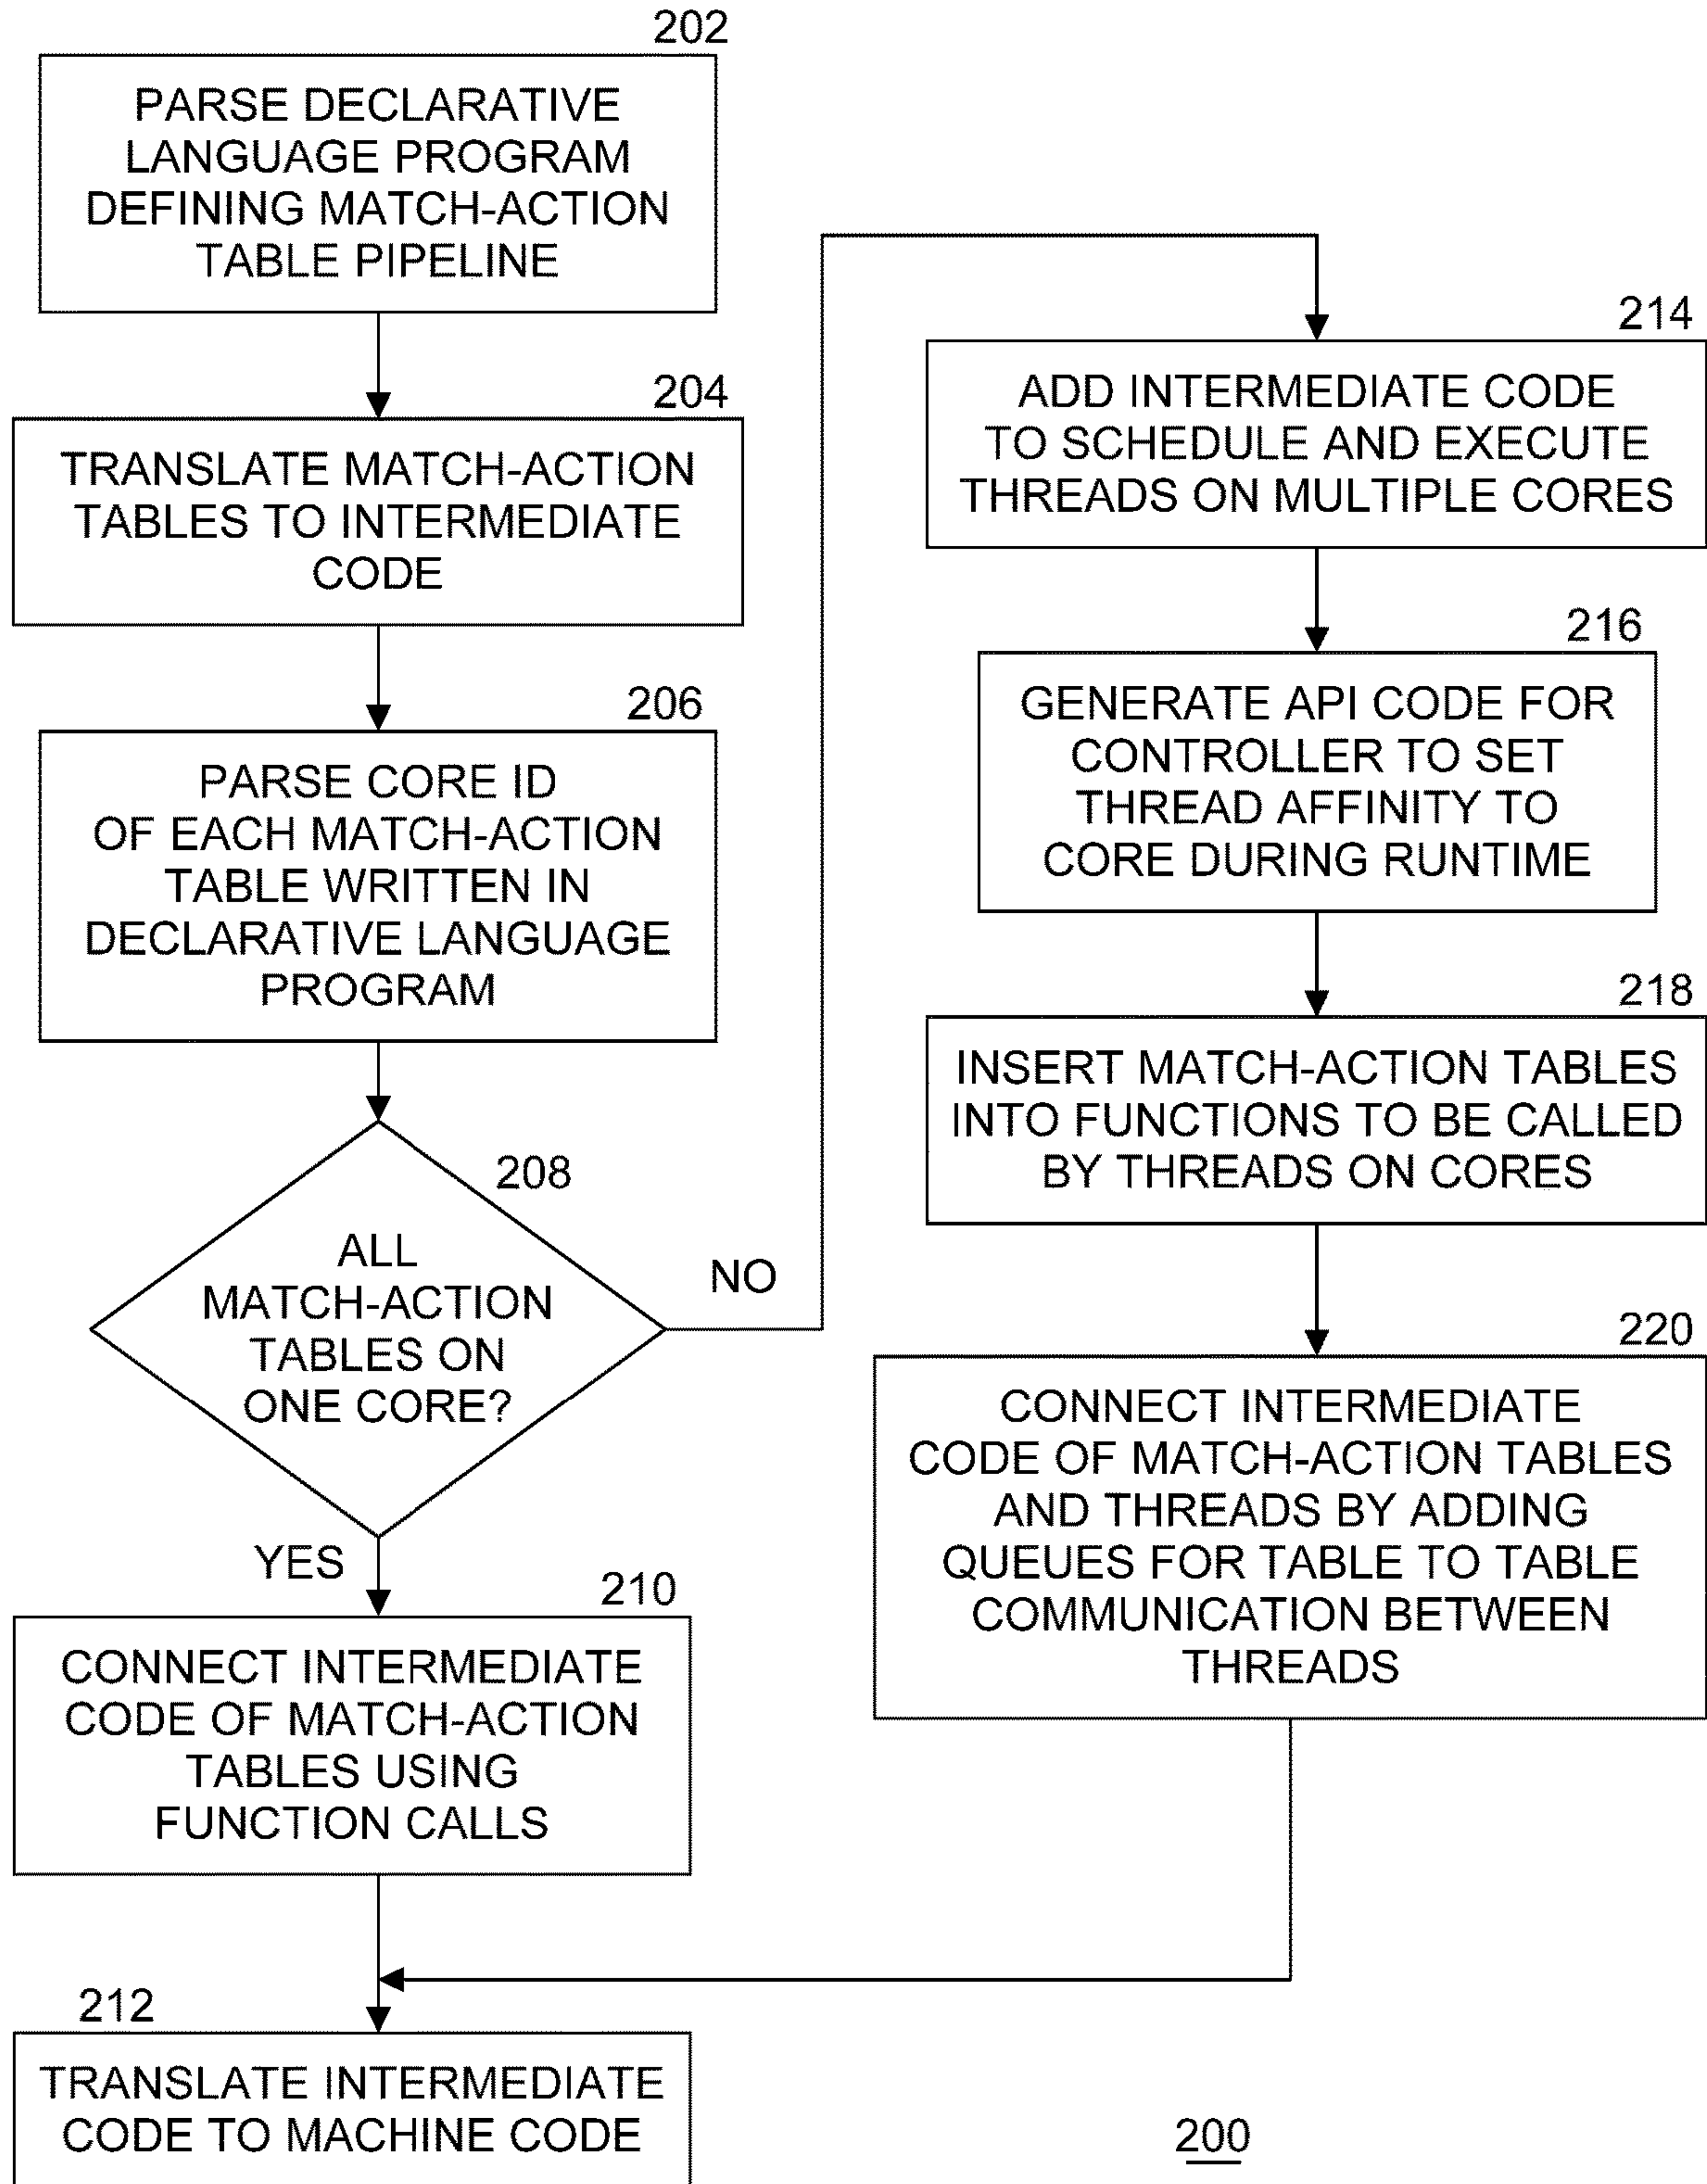 202
PARSE DECLARATIVE
LANGUAGE PROGRAM
DEFINING MATCH-ACTION
TABLE PIPELINE
204
TRANSLATE MATCH-ACTION
TABLES TO INTERMEDIATE
CODE
206
PARSE CORE ID
OF EACH MATCH-ACTION
TABLE WRITTEN IN
DECLARATIVE LANGUAGE
PROGRAM
208
ALL
MATCH-ACTION
TABLES ON
ONE CORE?
NO
YES
210
CONNECT INTERMEDIATE
CODE OF MATCH-ACTION
TABLES USING
FUNCTION CALLS
212
TRANSLATE INTERMEDIATE
CODE TO MACHINE CODE
214
ADD INTERMEDIATE CODE
TO SCHEDULE AND EXECUTE
THREADS ON MULTIPLE CORES
216
GENERATE API CODE FOR
CONTROLLER TO SET
THREAD AFFINITY TO
CORE DURING RUNTIME
218
INSERT MATCH-ACTION TABLES
INTO FUNCTIONS TO BE CALLED
BY THREADS ON CORES
220
CONNECT INTERMEDIATE
CODE OF MATCH-ACTION TABLES
AND THREADS BY ADDING
QUEUES FOR TABLE TO TABLE
COMMUNICATION BETWEEN
THREADS
200